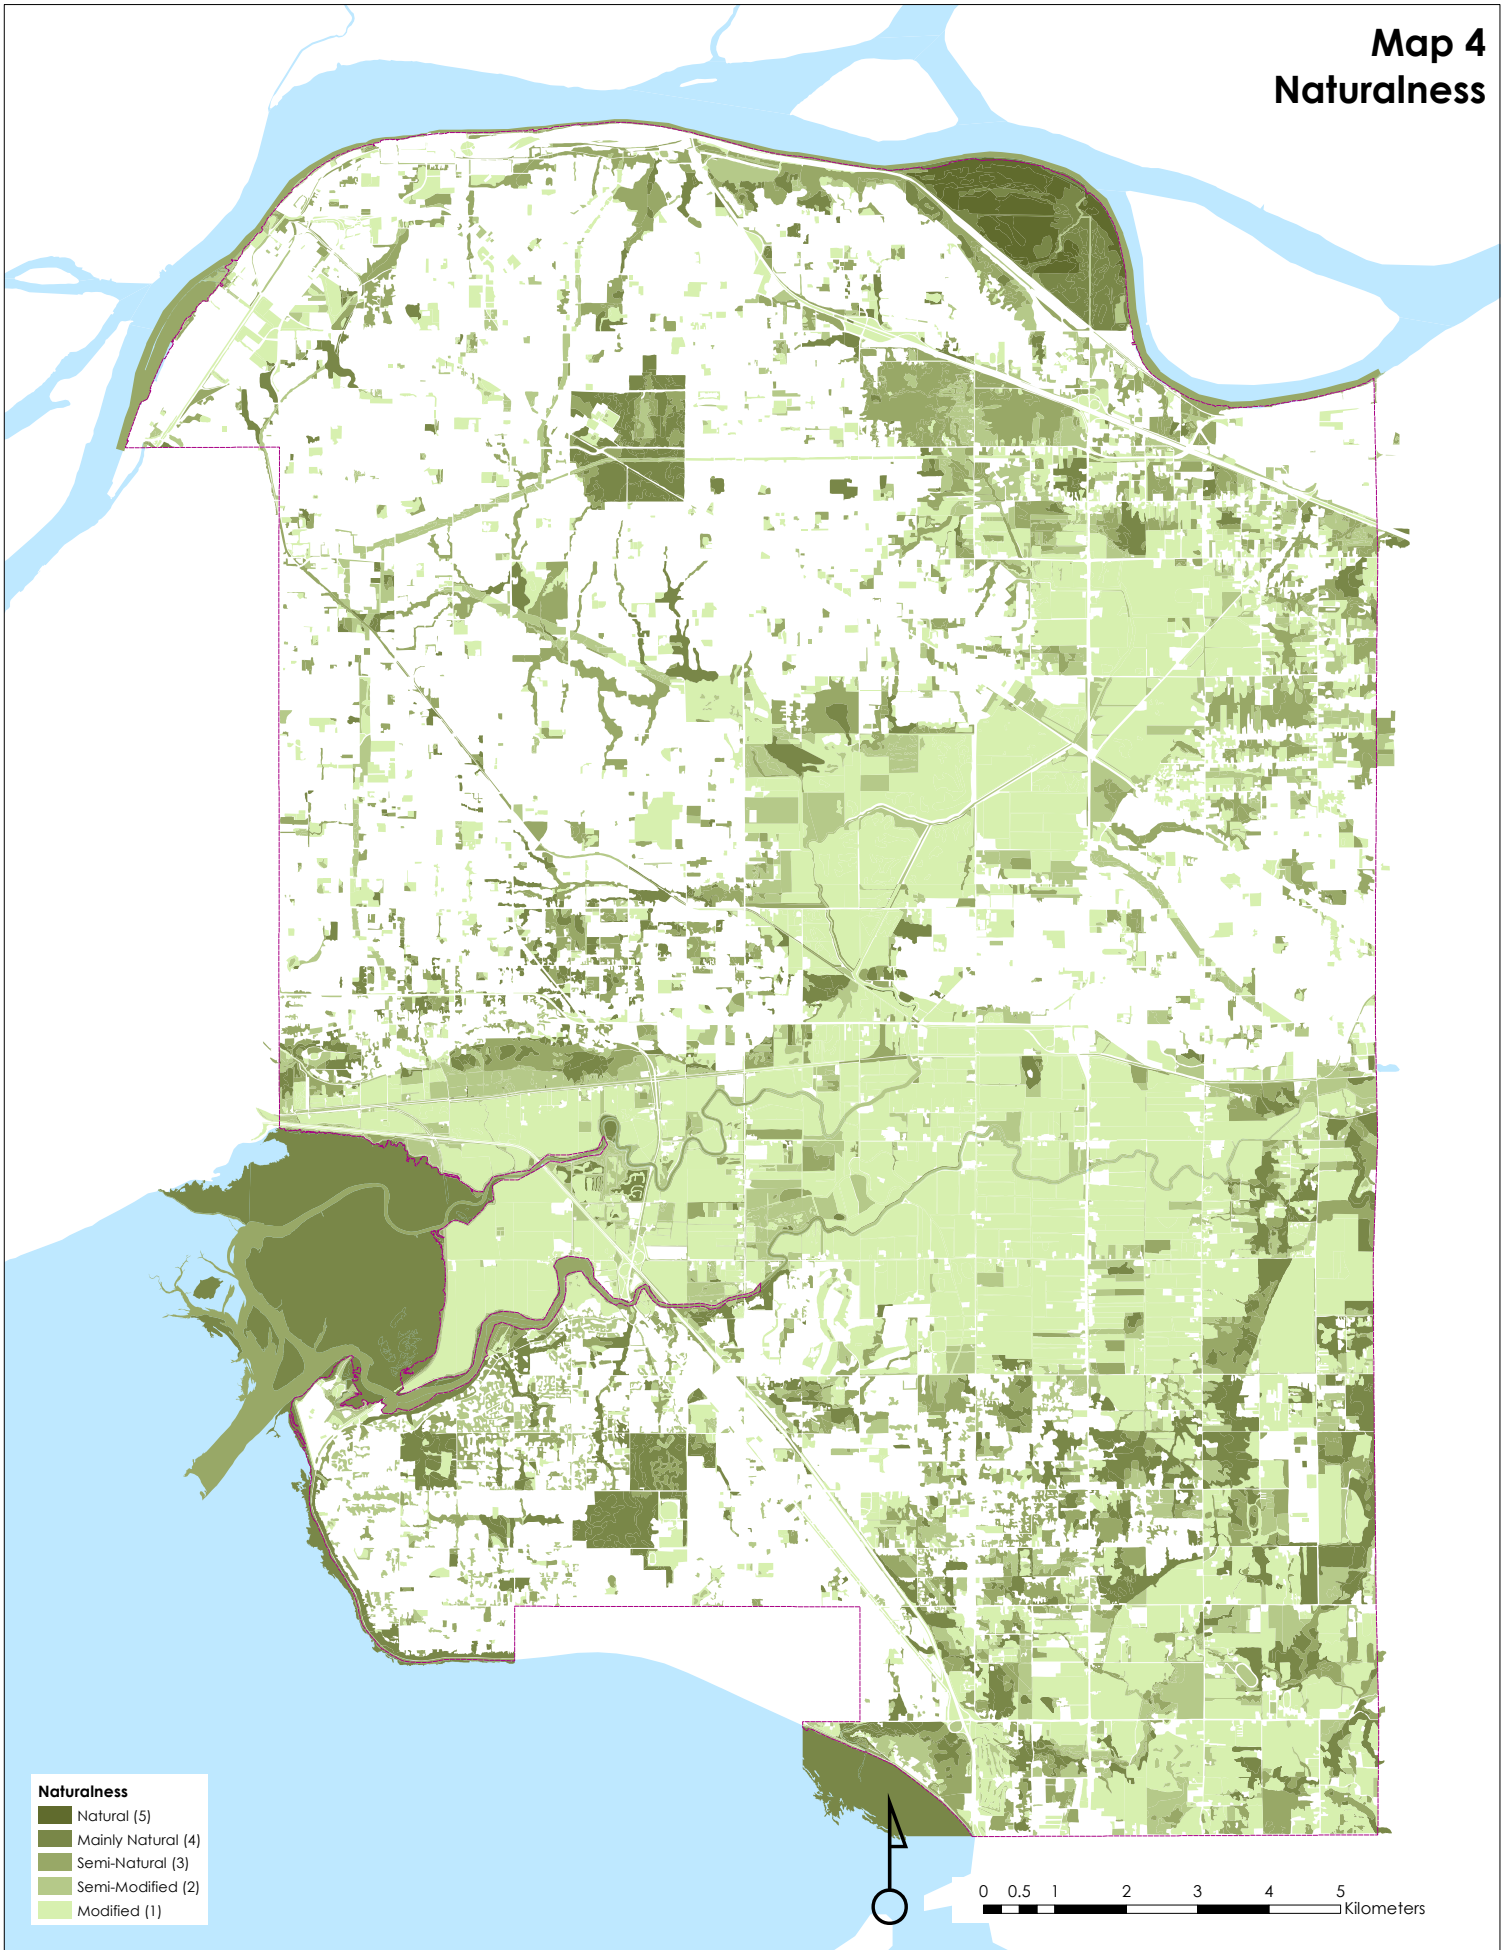 Map 4
Naturalness
Naturalness
Natural (5)
Mainly Natural (4)
Semi-Natural (3)
Semi-Modified (2)
Modified (1)
0 0.5 1 2 3 4 5
Kilometers